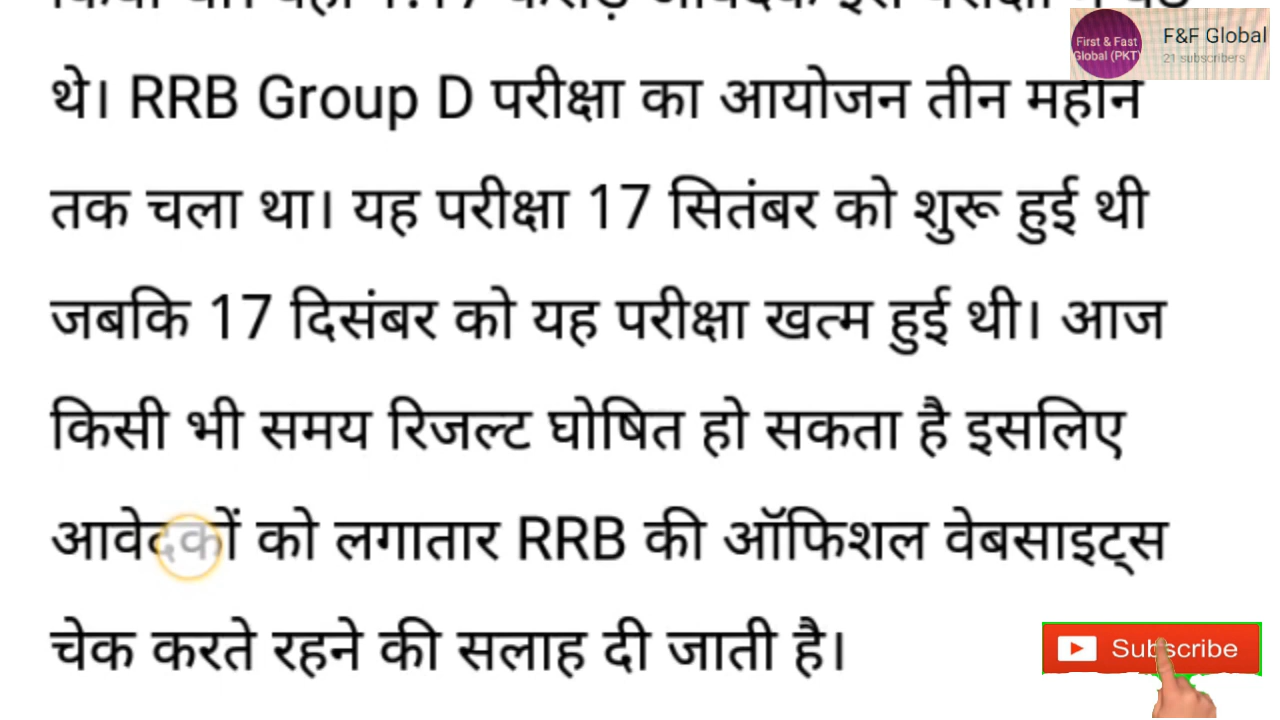 थे। RRB Group D परीक्षा का आयोजन तीन महीने
तक चला था। यह परीक्षा 17 सितंबर को शुरू हुई थी
जबकि 17 दिसंबर को यह परीक्षा खत्म हुई थी। आज
किसी भी समय रिजल्ट घोषित हो सकता है इसलिए
आवेदकों को लगातार RRB की ऑफिशल वेबसाइट्स
चेक करते रहने की सलाह दी जाती है।
First & Fast
Global (PKT)
F&F Global
21 subscribers
Subscribe